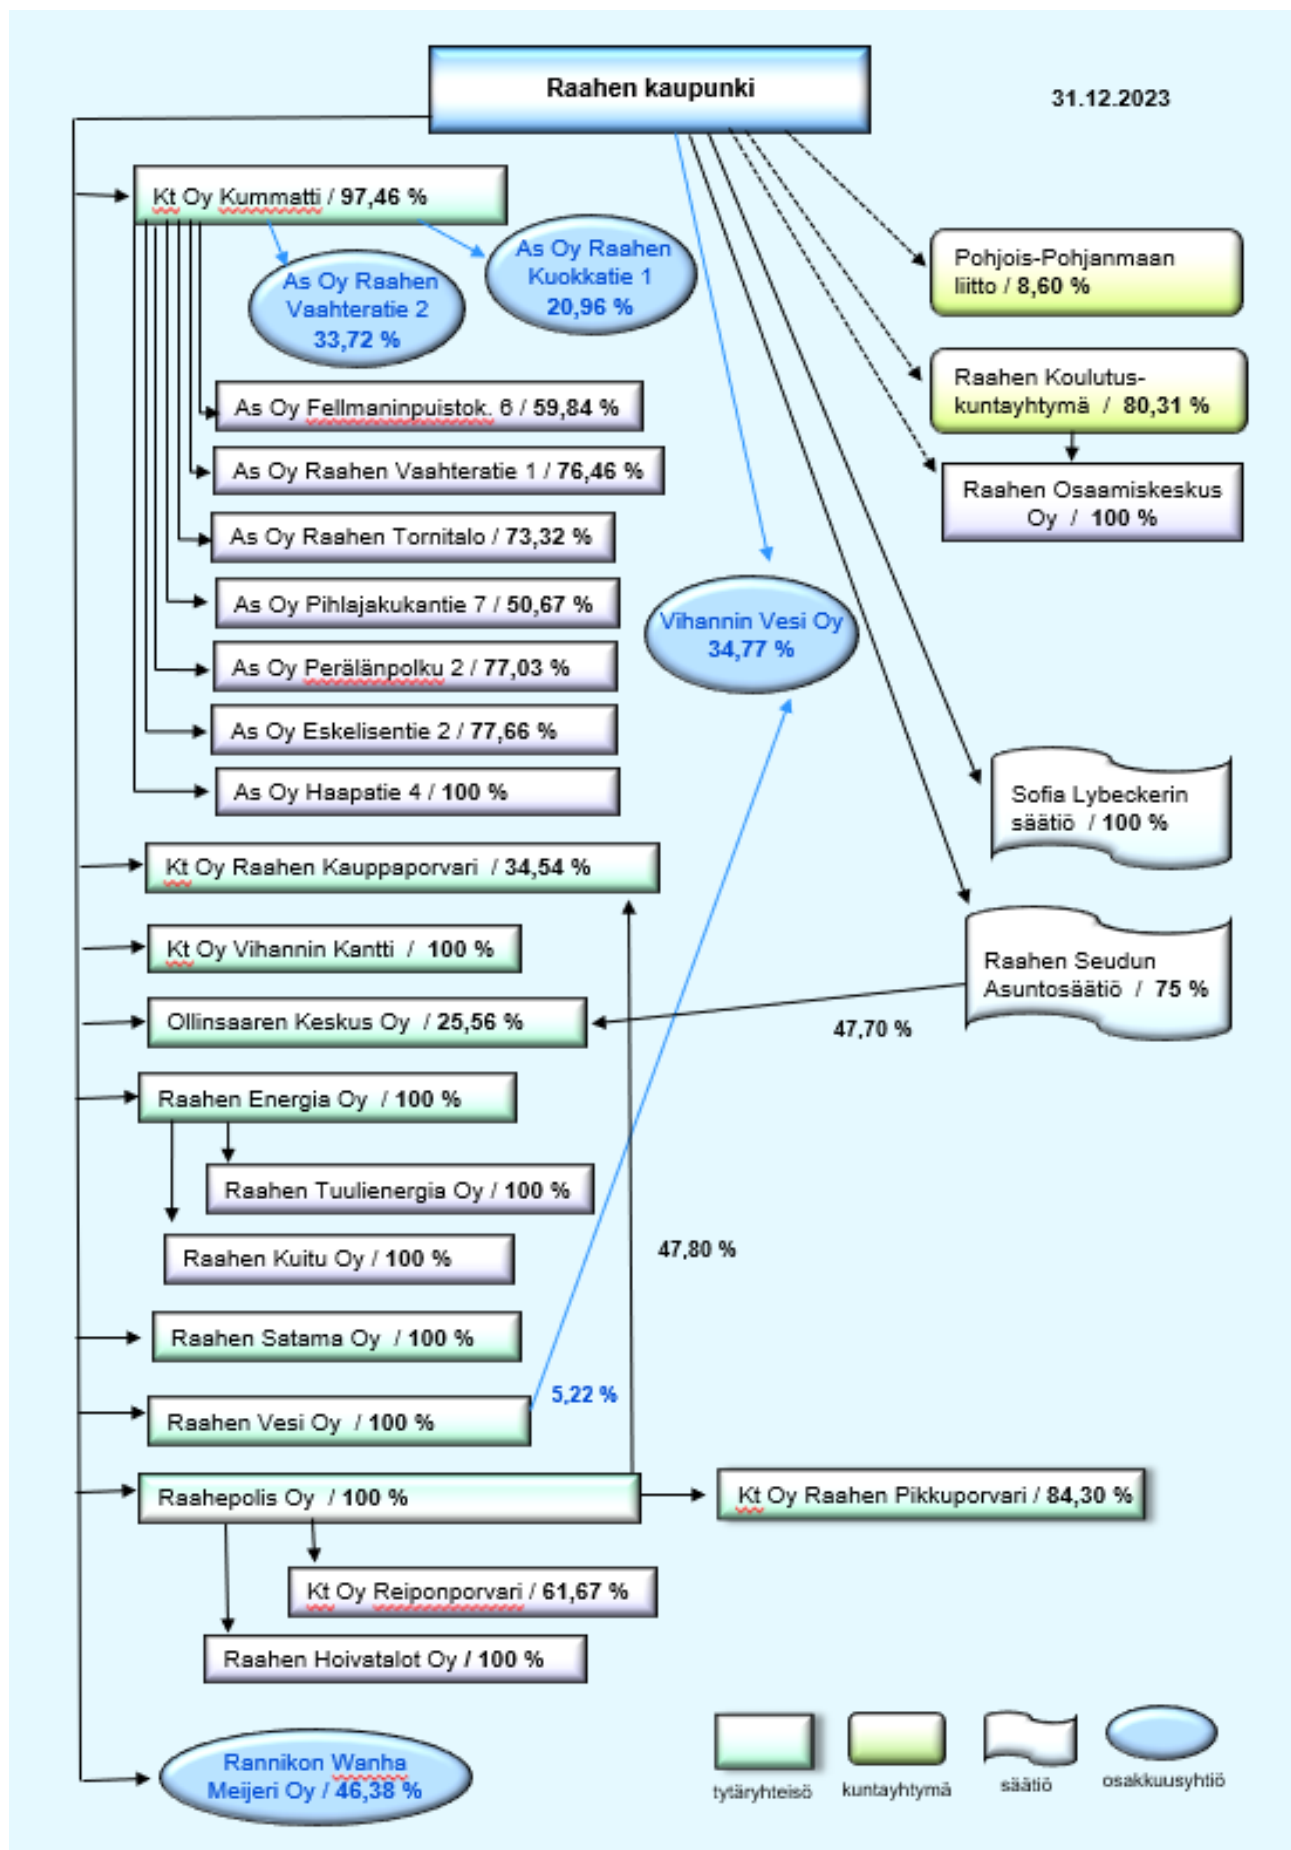 Raahen kaupunki
31.12.2023
Kt Oy Kummatti / 97,46 %
As Oy Raahen
Kuokkatie 1
20,96 %
As Oy Raahen
Vaahteratie 2
33,72 %
Pohjois-Pohjanmaan
liitto / 8,60 %
Raahen Koulutus-
kuntayhtymä / 80,31 %
Raahen Osaamiskeskus
Oy / 100 %
As Oy Fellmaninpuistok. 6 / 59,84 %
As Oy Raahen Vaahteratie 1 / 76,46 %
As Oy Raahen Tornitalo / 73,32 %
As Oy Pihlajakukantie 7 / 50,67 %
As Oy Perälänpolku 2 / 77,03 %
As Oy Eskelisentie 2 / 77,66 %
As Oy Haapatie 4 / 100 %
Vihannin Vesi Oy
34,77 %
Sofia Lybeckerin
säätiö / 100 %
Kt Oy Raahen Kauppaporvari / 34,54 %
Kt Oy Vihannin Kantti / 100 %
Raahen Seudun
Asuntosäätiö / 75 %
Ollinsaaren Keskus Oy / 25,56 %
47,70 %
Raahen Energia Oy / 100 %
Raahen Tuulienergia Oy / 100 %
Raahen Kuitu Oy / 100 %
47,80 %
Raahen Satama Oy / 100 %
Raahen Vesi Oy / 100 %
5,22 %
Raahepolis Oy / 100 %
Kt Oy Raahen Pikkuporvari / 84,30 %
Kt Oy Reiponporvari / 61,67 %
Raahen Hoivatalot Oy / 100 %
Rannikon Wanha
Meijeri Oy / 46,38 %
tytäryhteisö
kuntayhtymä
säätiö
osakkuusyhtiö